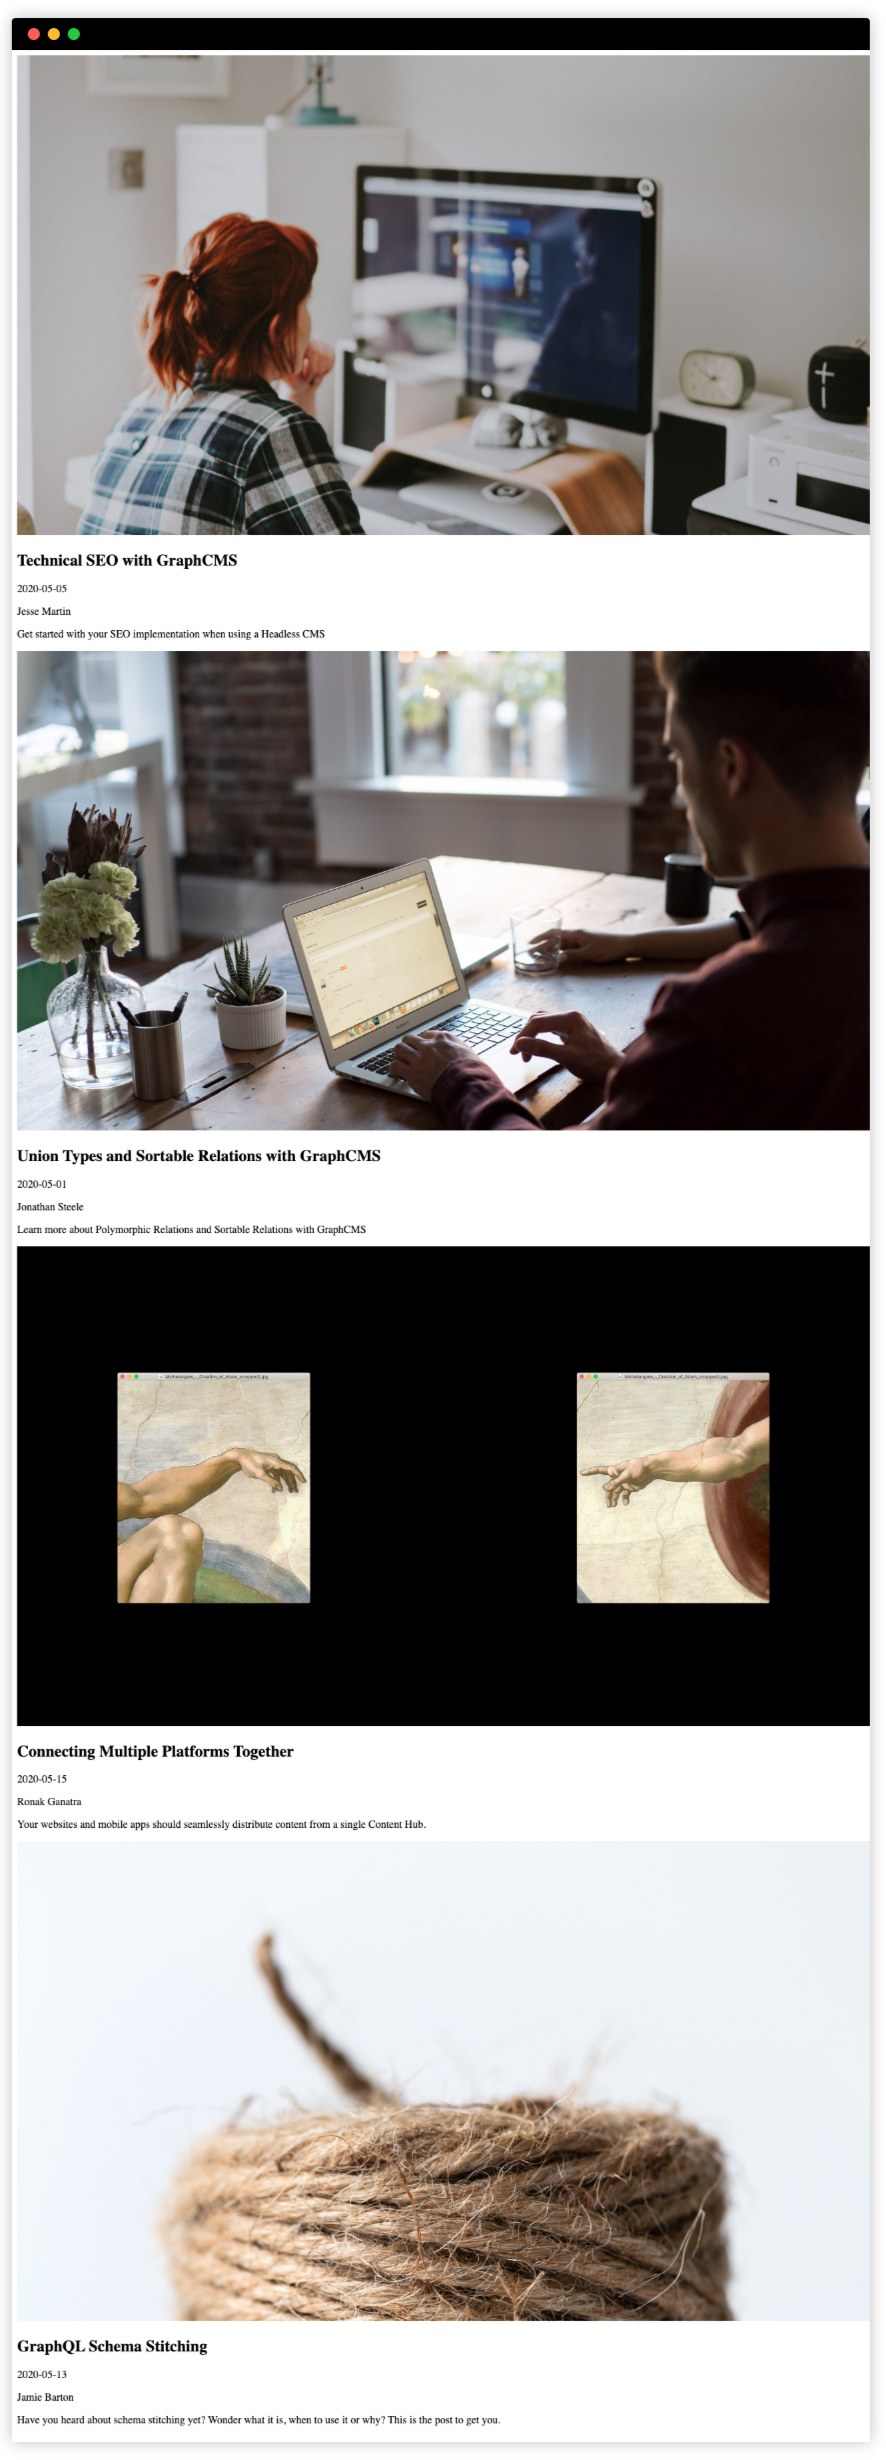 Technical SEO with GraphCMS
2020-05-05
Jesse Martin
Get started with your SEO implementation when using a Headless CMS
Union Types and Sortable Relations with GraphCMS
2020-05-01
Jonathan Steele
Learn more about Polymorphic Relations and Sortable Relations with GraphCMS
Connecting Multiple Platforms Together
2020-05-15
Ronak Ganatra
Your websites and mobile apps should seamlessly distribute content from a single Content Hub.
GraphQL Schema Stitching
2020-05-13
Jamie Barton
Have you heard about schema stitching yet? Wonder what it is, when to use it or why? This is the post to get you.